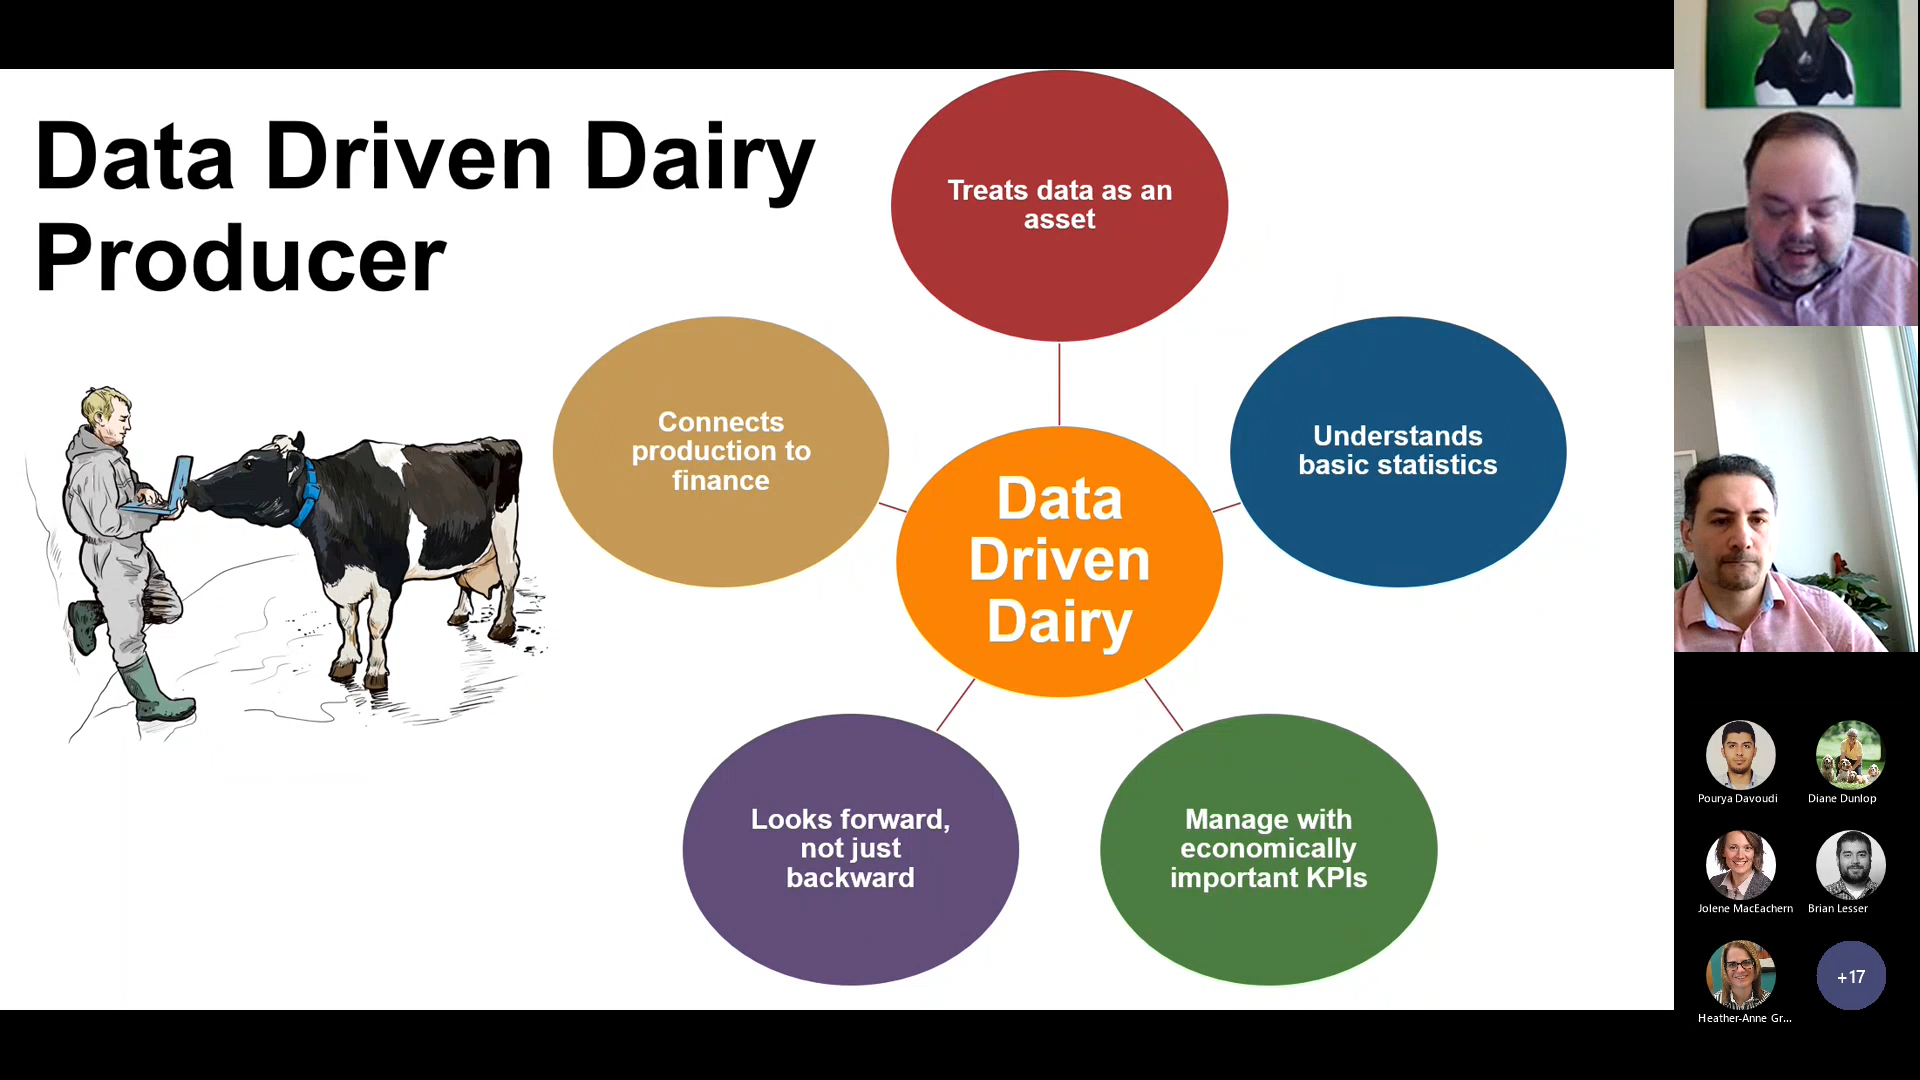 Data Driven Dairy
Producer
Treats data as an
asset
Connects
production to
finance
Understands
basic statistics
Data
Driven
Dairy
Looks forward,
not just
backward
Manage with
economically
important KPIs
Pourya Davoudi
Diane Dunlop
Jolene MacEachern
Brian Lesser
Heather-Anne Gr...
+17